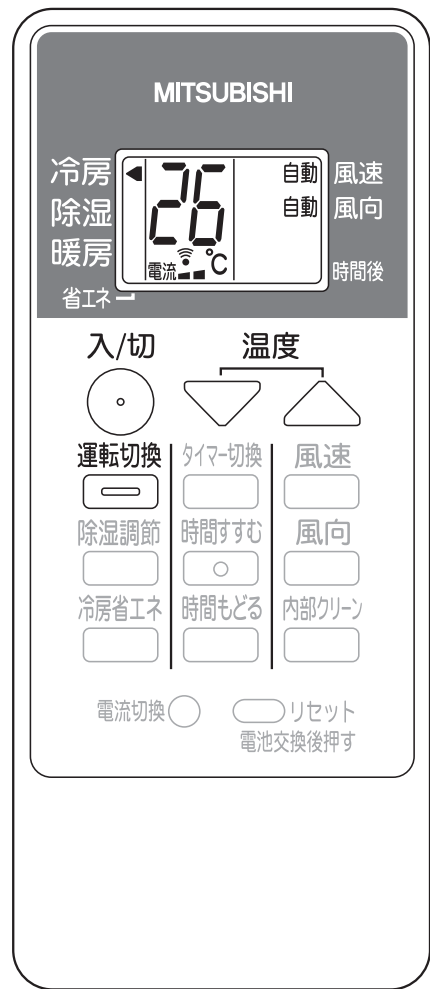 MITSUBISHI
冷房 26 自動 風速
除湿 自動 風向
暖房 電流 ℃ 時間後
省エネ
入/切 温度
運転切換 タイマー切換 風速
除湿調節 時間すすむ 風向
冷房省エネ 時間もどる 内部クリーン
電流切換 リセット
電池交換後押す